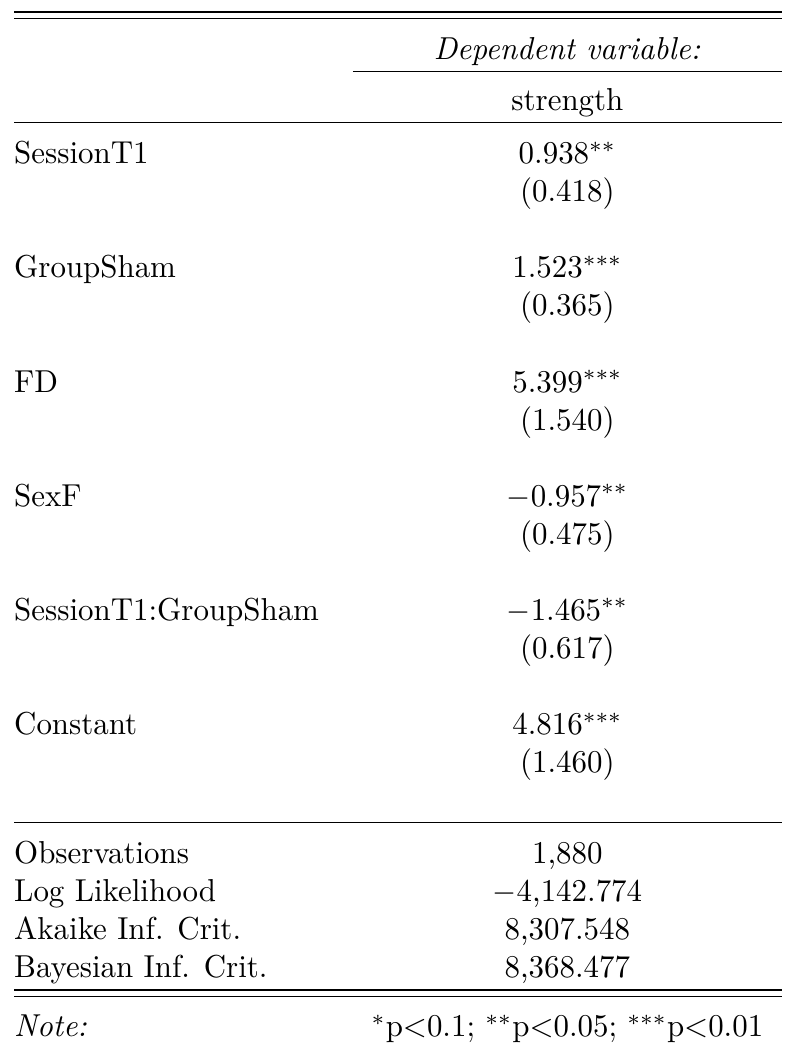 Dependent variable:
strength
SessionT1 0.938**
(0.418)
GroupSham 1.523***
(0.365)
FD 5.399***
(1.540)
SexF −0.957**
(0.475)
SessionT1:GroupSham −1.465**
(0.617)
Constant 4.816***
(1.460)
Observations 1,880
Log Likelihood −4,142.774
Akaike Inf. Crit. 8,307.548
Bayesian Inf. Crit. 8,368.477
Note: *p<0.1; **p<0.05; ***p<0.01